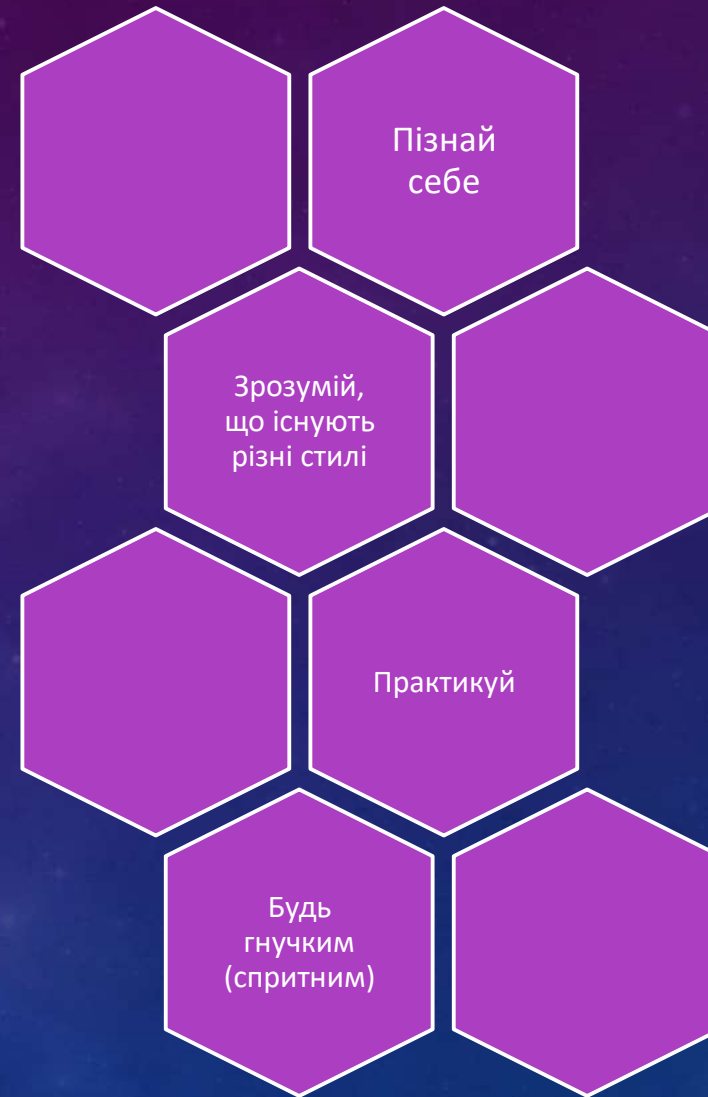 Пізнай
себе
Зрозумій,
що існують
різні стилі
Практикуй
Будь
гнучким
(спритним)